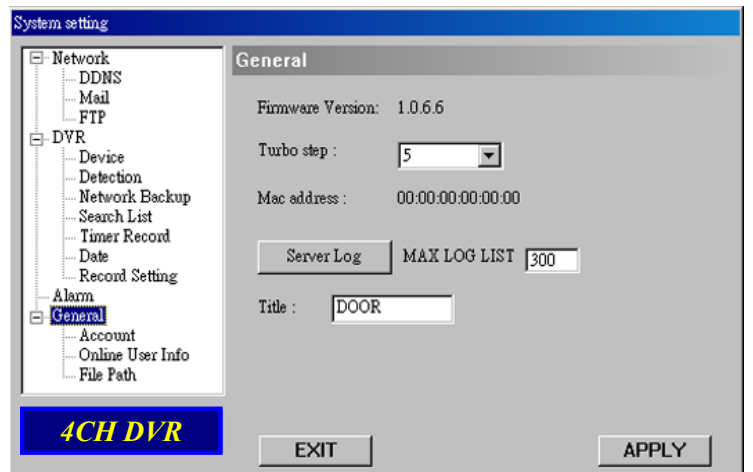 System setting
Network
DDNS
Mail
FTP
DVR
Device
Detection
Network Backup
Search List
Timer Record
Date
Record Setting
Alarm
General
Account
Online User Info
File Path
4CH DVR
General
Firmware Version: 1.0.6.6
Turbo step : 5
Mac address : 00:00:00:00:00:00
Server Log MAX LOG LIST 300
Title : DOOR
EXIT APPLY